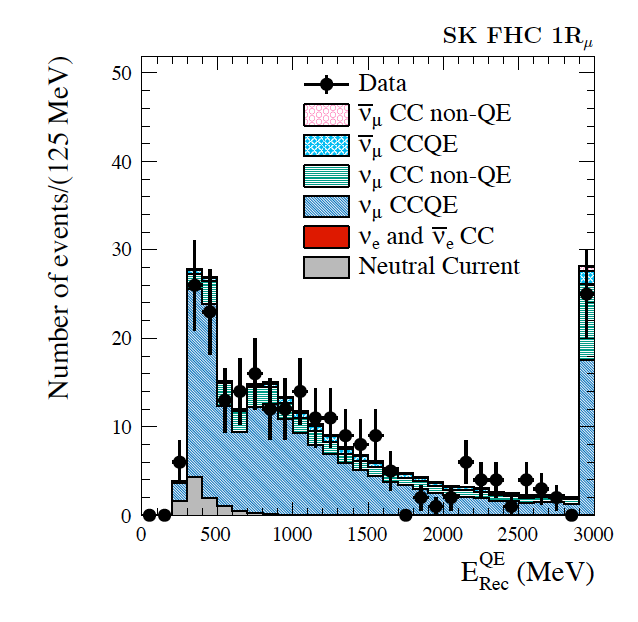 SK FHC 1Rμ
Number of events/(125 MeV)
50
40
30
20
10
0
Data
ν̅μ CC non-QE
ν̅μ CCQE
νμ CC non-QE
νμ CCQE
νe and ν̅e CC
Neutral Current
0 500 1000 1500 2000 2500 3000
E^QE_Rec (MeV)